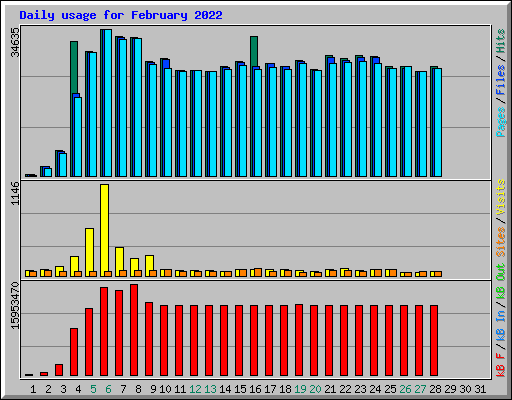 Daily usage for February 2022
34635
Pages / Files / Hits
1146
Sites / Visits
15953470
kB F / kB In / kB Out
1 2 3 4 5 6 7 8 9 10 11 12 13 14 15 16 17 18 19 20 21 22 23 24 25 26 27 28 29 30 31